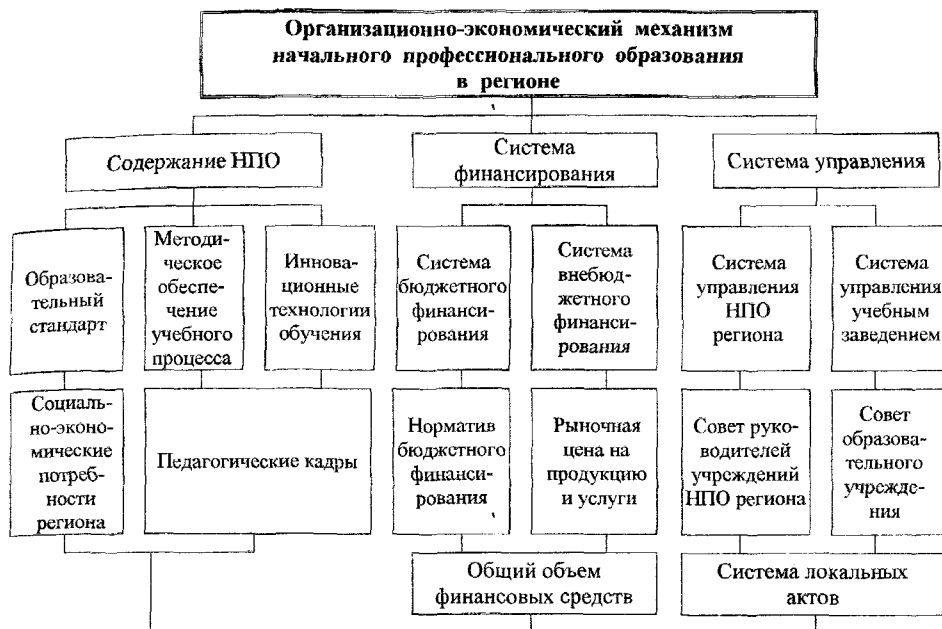 Организационно-экономический механизм
начального профессионального образования
в регионе
Содержание НПО
Система
финансирования
Система управления
Образова-
тельный
стандарт
Методи-
ческое
обеспе-
чение
учебного
процесса
Иннова-
ционные
технологии
обучения
Система
бюджетного
финанси-
рования
Система
внебюд-
жетного
финанси-
рования
Система
управления
НПО
региона
Система
управления
учебным
заведением
Социаль-
но-эконо-
мические
потреб-
ности
региона
Педагогические кадры
Норматив
бюджетного
финанси-
рования
Рыночная
цена на
продукцию
и услуги
Совет руко-
водителей
учреждений
НПО региона
Совет
образова-
тельного
учрежде-
ния
Общий объем
финансовых средств
Система локальных
актов